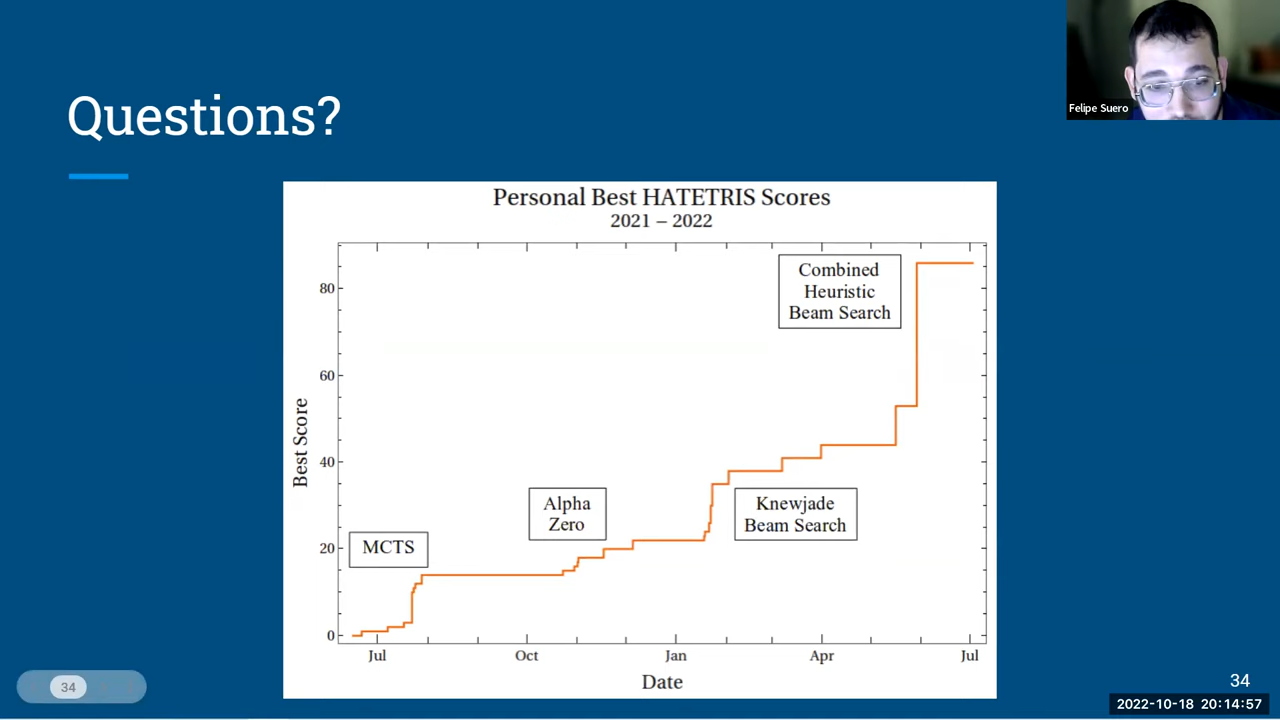 Questions?
Felipe Suero
Personal Best HATETRIS Scores
2021 – 2022
Combined
Heuristic
Beam Search
80
60
Best Score
40
Alpha
Zero
Knewjade
Beam Search
MCTS
20
0
Jul
Oct
Jan
Apr
Jul
Date
34
34
2022-10-18 20:14:57